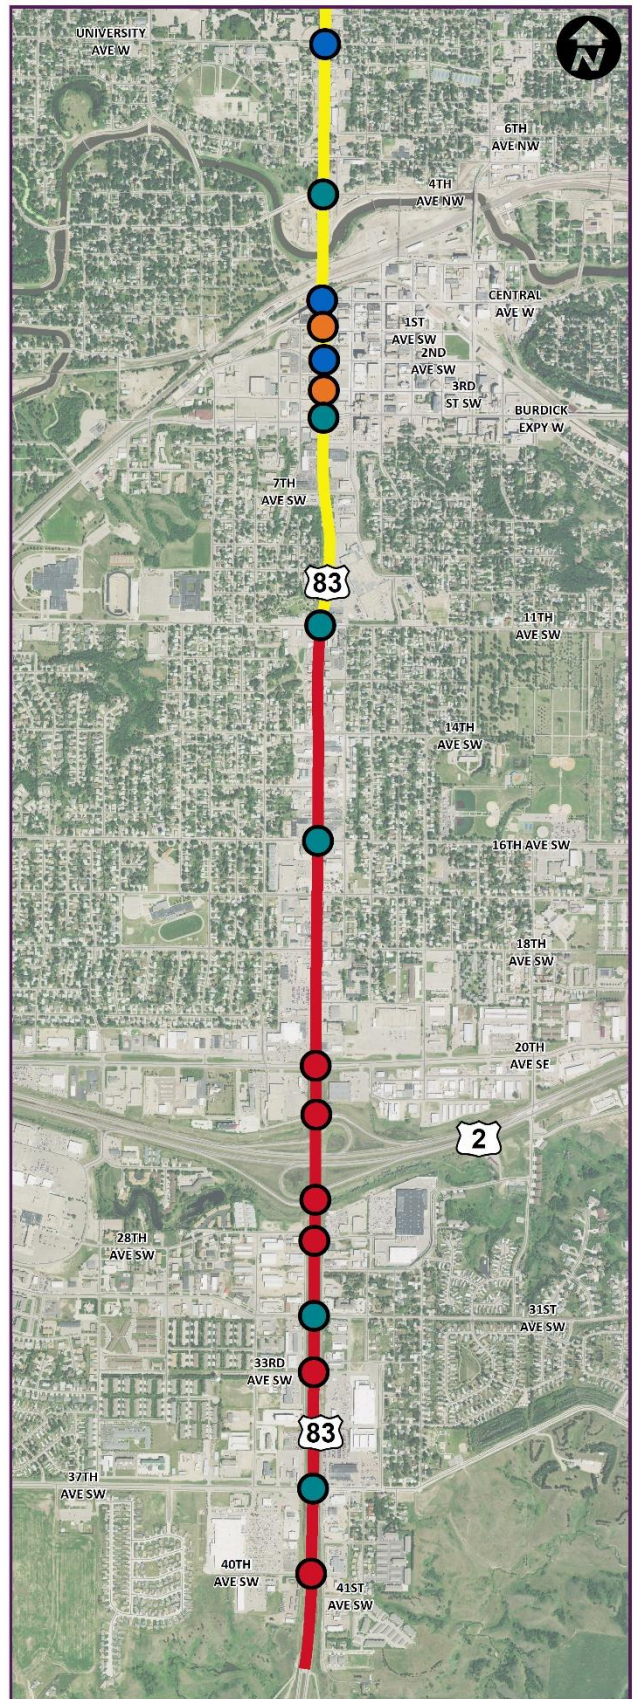 UNIVERSITY
AVE W
N
6TH
AVE NW
4TH
AVE NW
CENTRAL
AVE W
1ST
AVE SW
2ND
AVE SW
3RD
ST SW
BURDICK
EXPY W
7TH
AVE SW
83
11TH
AVE SW
14TH
AVE SW
16TH AVE SW
18TH
AVE SW
20TH
AVE SE
2
28TH
AVE SW
31ST
AVE SW
33RD
AVE SW
83
37TH
AVE SW
40TH
AVE SW
41ST
AVE SW